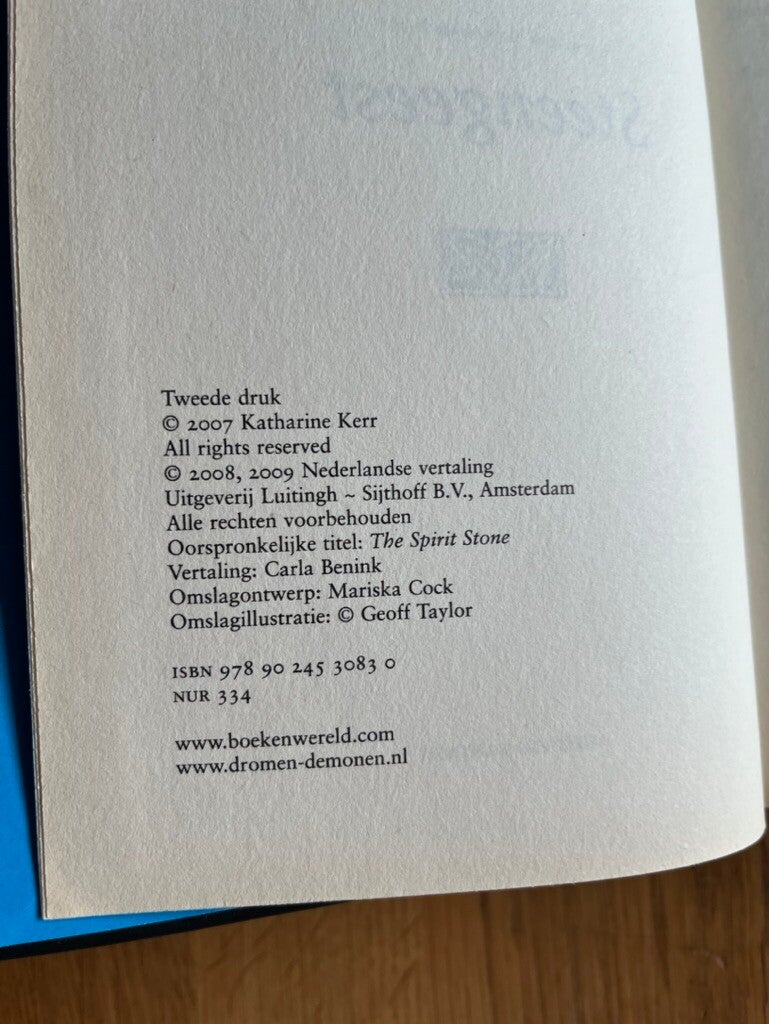 Steengeest
Tweede druk
© 2007 Katharine Kerr
All rights reserved
© 2008, 2009 Nederlandse vertaling
Uitgeverij Luitingh ~ Sijthoff B.V., Amsterdam
Alle rechten voorbehouden
Oorspronkelijke titel: The Spirit Stone
Vertaling: Carla Benink
Omslagontwerp: Mariska Cock
Omslagillustratie: © Geoff Taylor
ISBN 978 90 245 3083 0
NUR 334
www.boekenwereld.com
www.dromen-demonen.nl